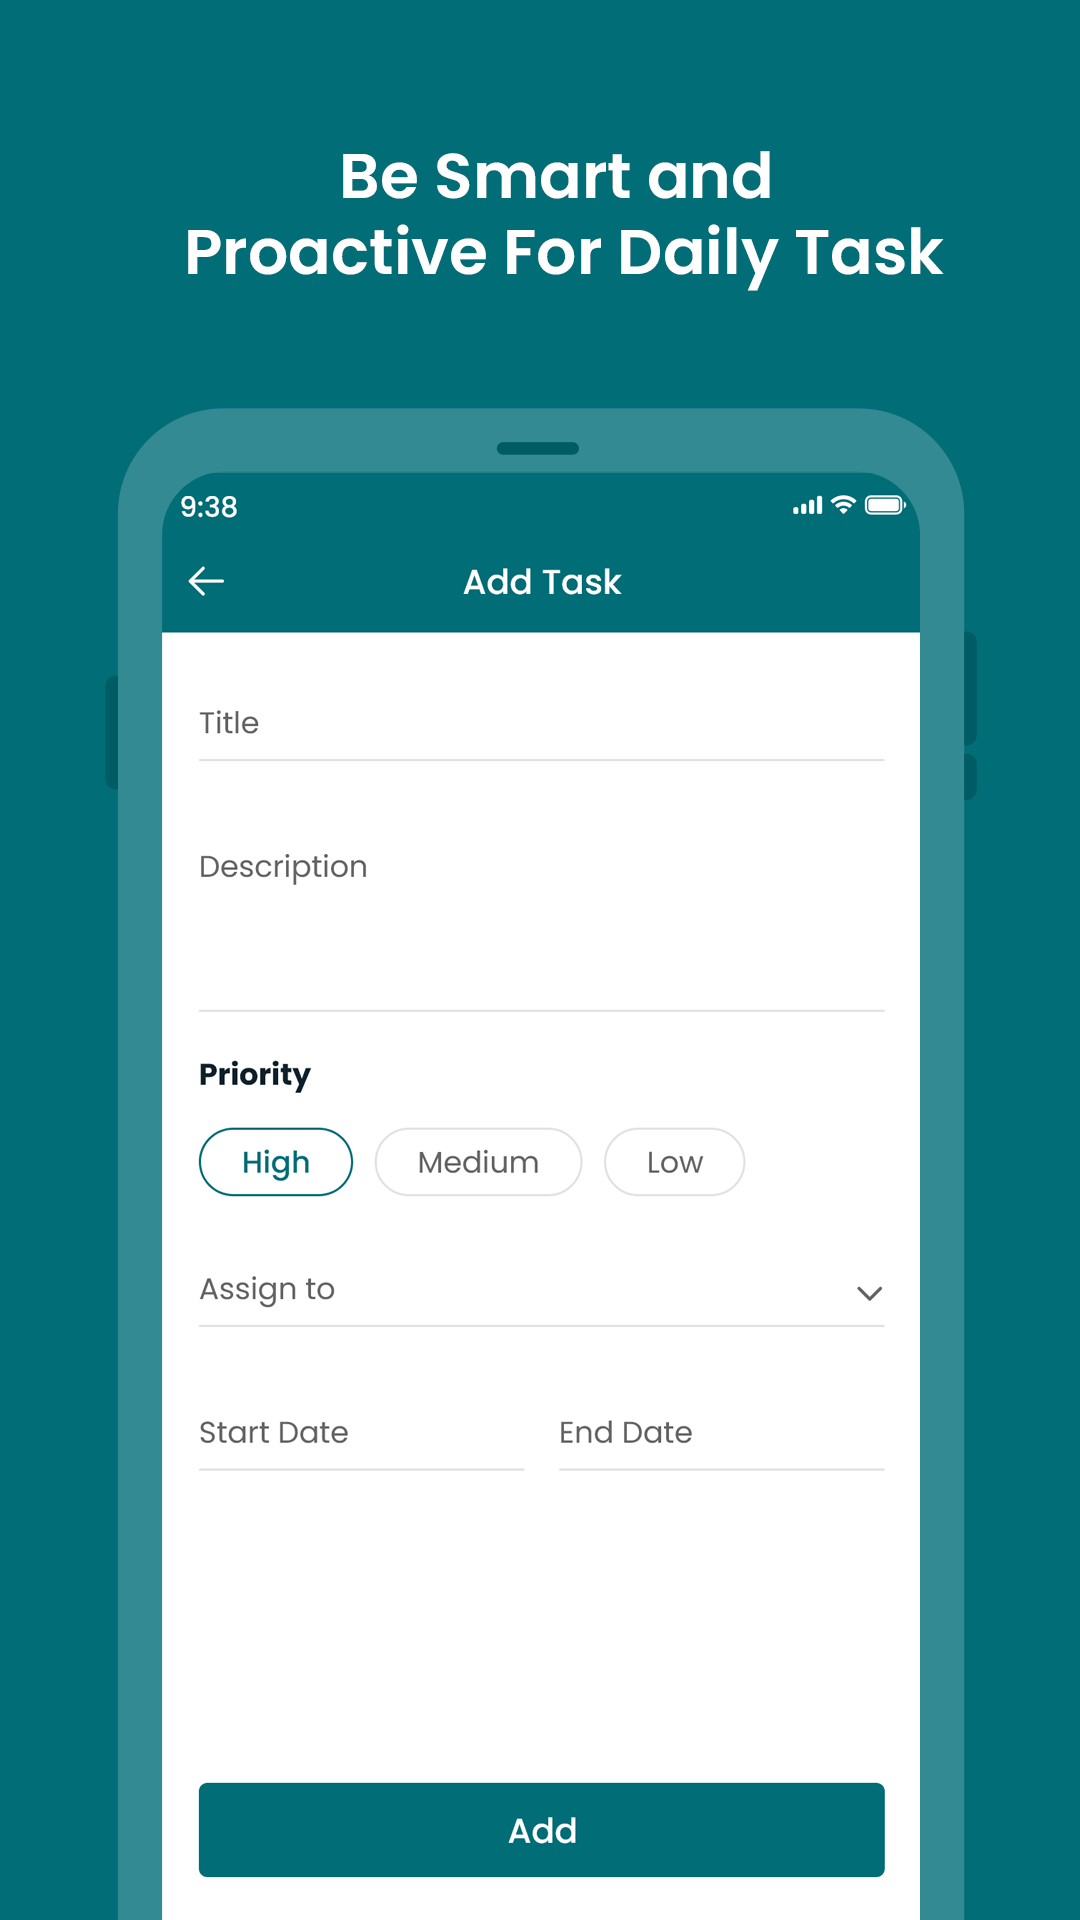 Be Smart and
Proactive For Daily Task
9:38
Add Task
Title
Description
Priority
High Medium Low
Assign to
Start Date End Date
Add